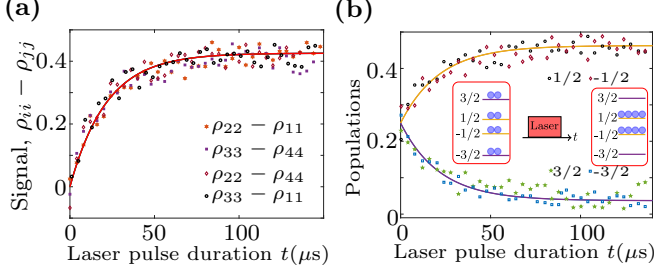 (a)
Signal, ρii − ρjj
0.4
0.2
0
0
50
100
Laser pulse duration t(μs)
ρ22 − ρ11
ρ33 − ρ44
ρ22 − ρ44
ρ33 − ρ11
(b)
Populations
0.4
0.2
0
0
50
100
Laser pulse duration t(μs)
1/2
-1/2
3/2
1/2
-1/2
-3/2
Laser
t
3/2
1/2
-1/2
-3/2
3/2
-3/2